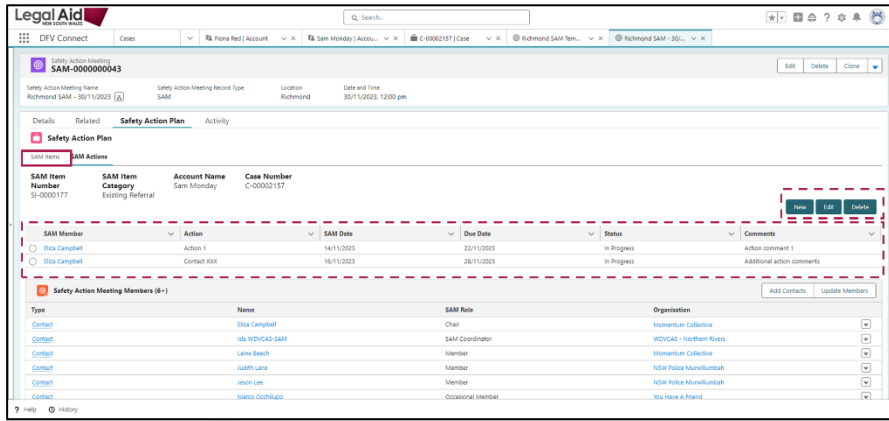 Legal Aid
NEW SOUTH WALES
Search...
DFV Connect Cases Fiona Red | Account Sam Monday | Accou... C-00002157 | Case Richmond SAM Tem... Richmond SAM - 30/...
Safety Action Meeting
SAM-0000000043
Edit Delete Clone
Safety Action Meeting Name Safety Action Meeting Record Type Location Date and Time
Richmond SAM - 30/11/2023 SAM Richmond 30/11/2023, 12:00 pm
Details Related Safety Action Plan Activity
Safety Action Plan
SAM Items SAM Actions
SAM Item Number SAM Item Category Account Name Case Number
SI-0000177 Existing Referral Sam Monday C-00002157
New Edit Delete
SAM Member Action SAM Date Due Date Status Comments
Eliza Campbell Action 1 14/11/2023 22/11/2023 In Progress Action comment 1
Eliza Campbell Contact XXX 16/11/2023 28/11/2023 In Progress Additional action comments
Safety Action Meeting Members (6+) Add Contacts Update Members
Type Name SAM Role Organisation
Contact Eliza Campbell Chair Momentum Collective
Contact Isla WDVCAS-SAM SAM Coordinator WDVCAS - Northern Rivers
Contact Laine Beech Member Momentum Collective
Contact Judith Lane Member NSW Police Murwillumbah
Contact Jason Lee Member NSW Police Murwillumbah
Contact Marco Occhilupo Occasional Member You Have A Friend
Help History